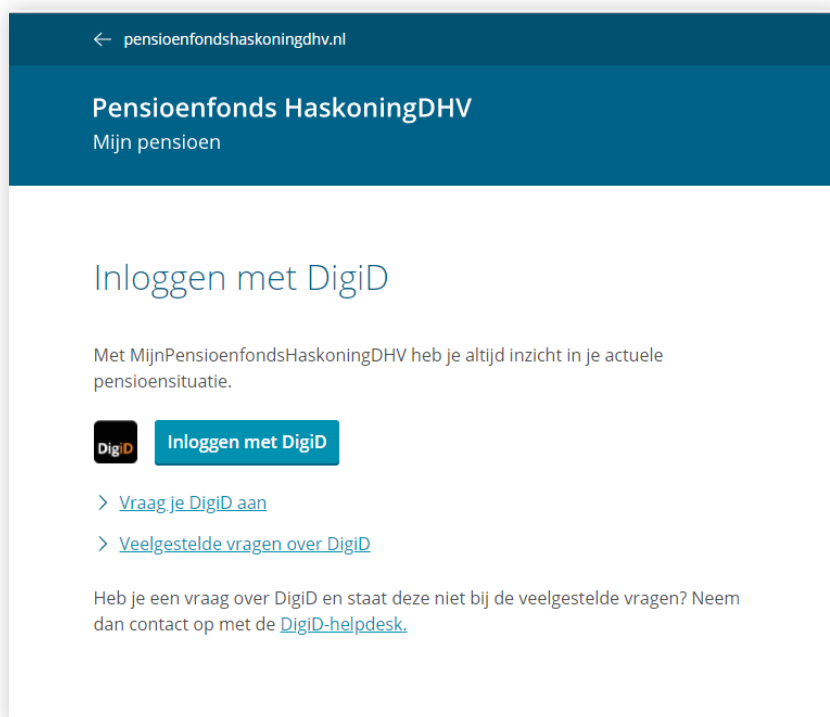 ← pensioenfondshaskoningdhv.nl
Pensioenfonds HaskoningDHV
Mijn pensioen
Inloggen met DigiD
Met MijnPensioenfondsHaskoningDHV heb je altijd inzicht in je actuele
pensioensituatie.
DigiD Inloggen met DigiD
Vraag je DigiD aan
Veelgestelde vragen over DigiD
Heb je een vraag over DigiD en staat deze niet bij de veelgestelde vragen? Neem
dan contact op met de DigiD-helpdesk.